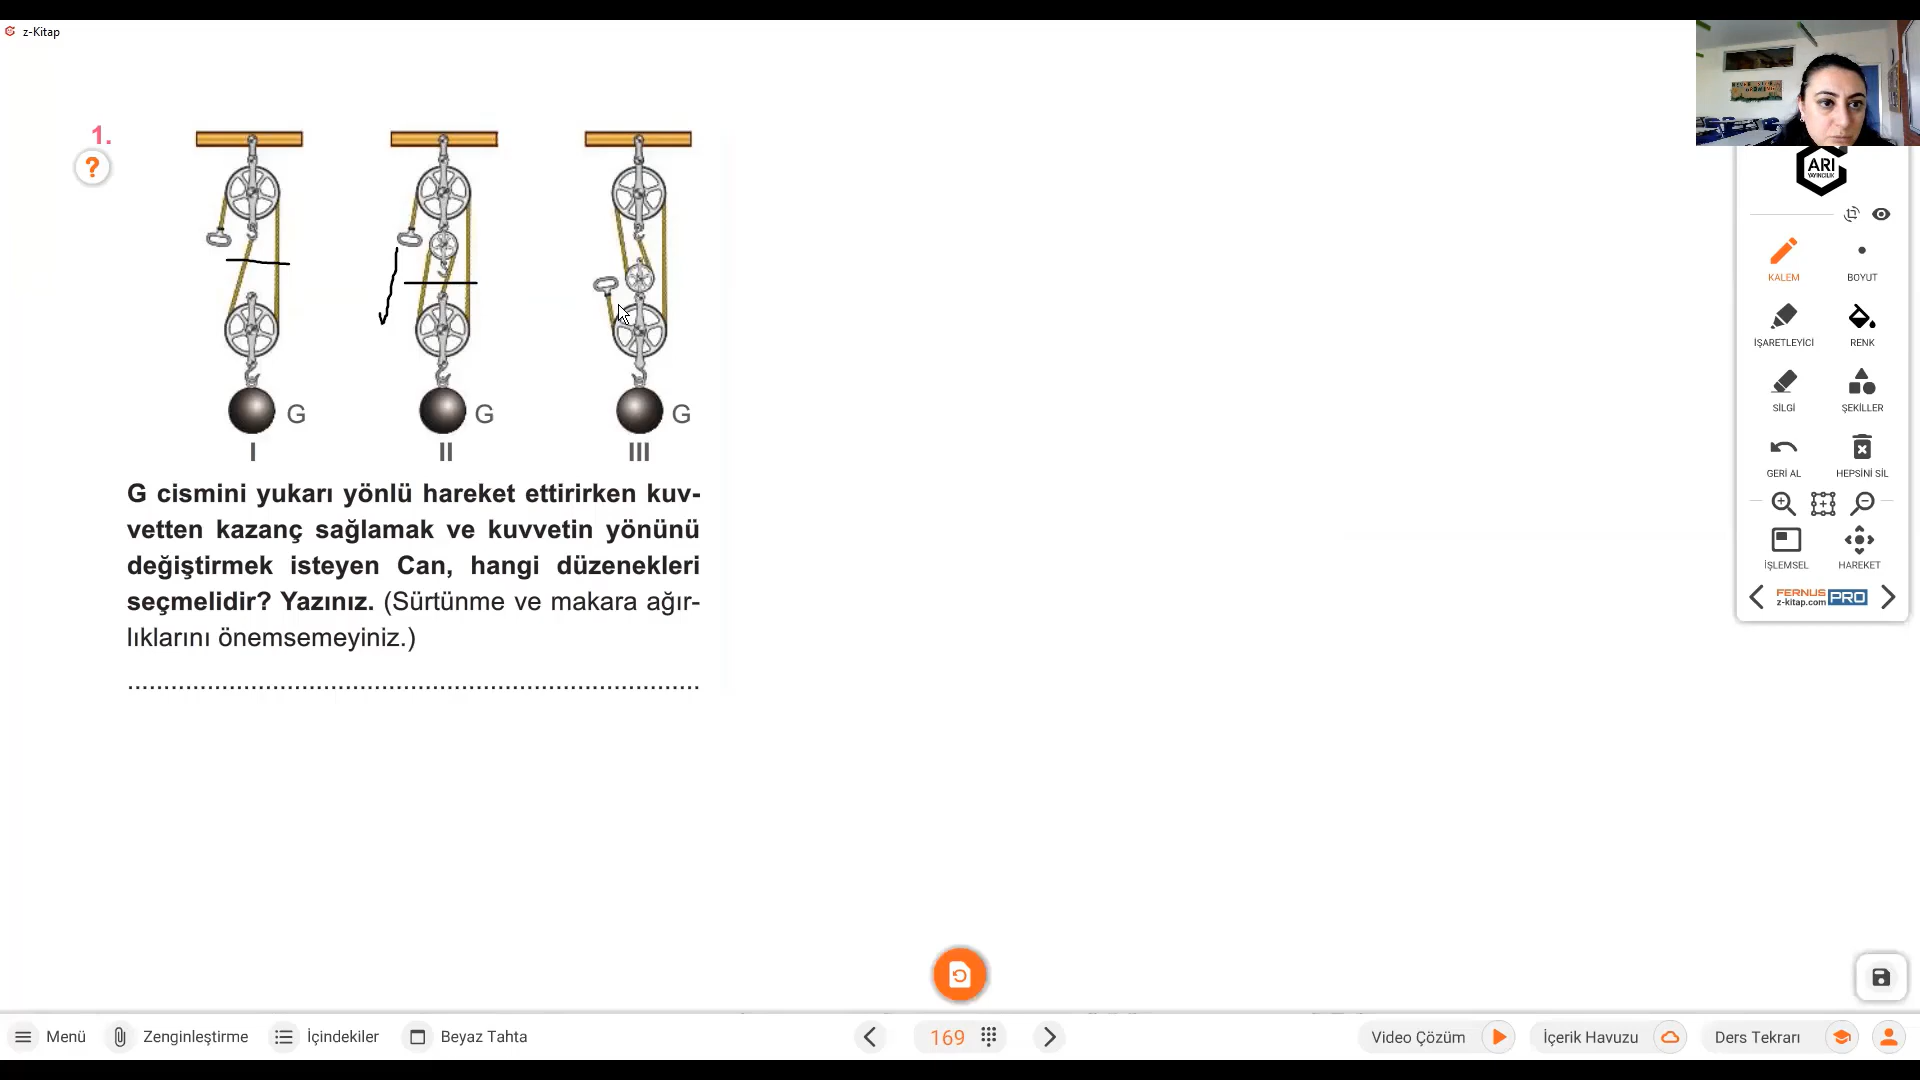 z-Kitap
1.
?
G
G
G
I
II
III
G cismini yukarı yönlü hareket ettirirken kuv-
vetten kazanç sağlamak ve kuvvetin yönünü
değiştirmek isteyen Can, hangi düzenekleri
seçmelidir? Yazınız. (Sürtünme ve makara ağır-
lıklarını önemsemeyiniz.)
......................................................................
ARI
YAYINCILIK
KALEM
BOYUT
İŞARETLEYİCİ
RENK
SİLGİ
ŞEKİLLER
GERİ AL
HEPSİNİ SİL
İŞLEMSEL
HAREKET
FERNUS
z-kitap.com
PRO
Menü
Zenginleştirme
İçindekiler
Beyaz Tahta
169
Video Çözüm
İçerik Havuzu
Ders Tekrarı